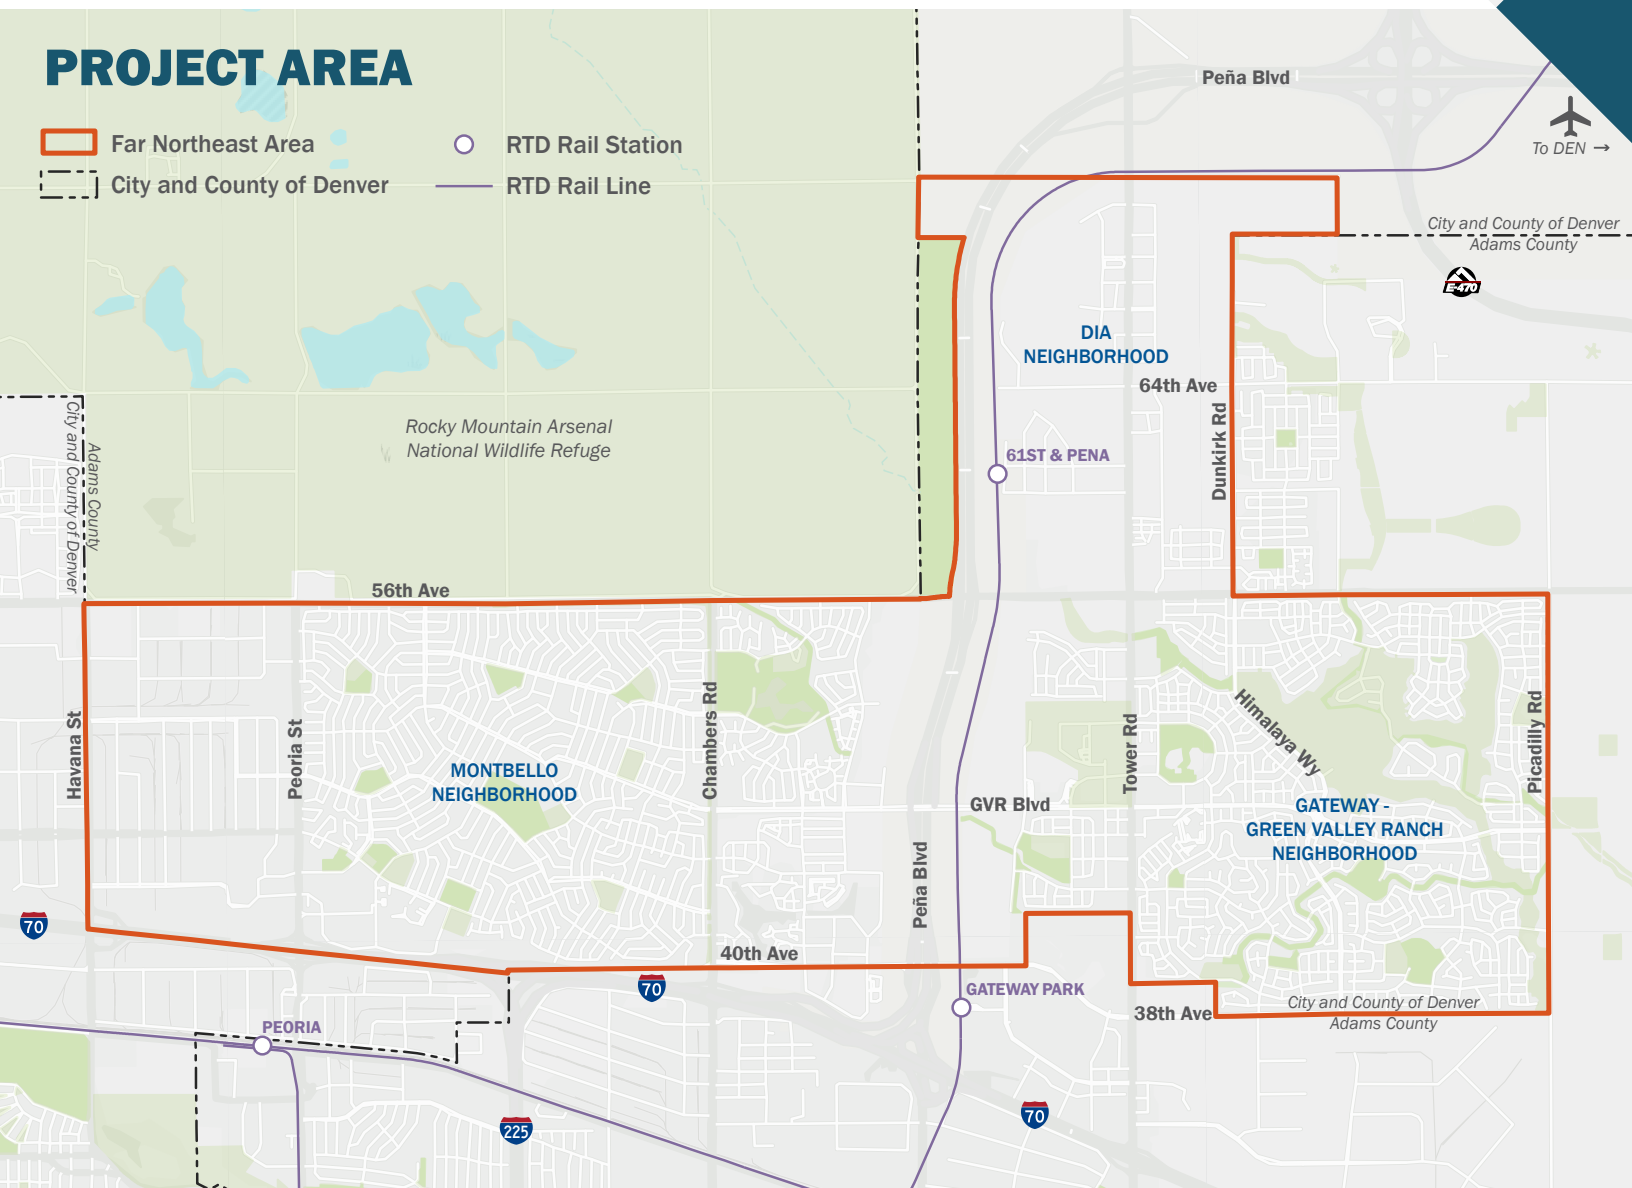 PROJECT AREA
Far Northeast Area
City and County of Denver
RTD Rail Station
RTD Rail Line
Peña Blvd
To DEN →
City and County of Denver
Adams County
E-470
DIA
NEIGHBORHOOD
64th Ave
Dunkirk Rd
61ST & PENA
Rocky Mountain Arsenal
National Wildlife Refuge
Adams County
City and County of Denver
56th Ave
Havana St
Peoria St
MONTBELLO
NEIGHBORHOOD
Chambers Rd
Peña Blvd
GVR Blvd
Tower Rd
Himalaya Wy
Picadilly Rd
GATEWAY -
GREEN VALLEY RANCH
NEIGHBORHOOD
70
40th Ave
70
GATEWAY PARK
38th Ave
City and County of Denver
Adams County
PEORIA
225
70